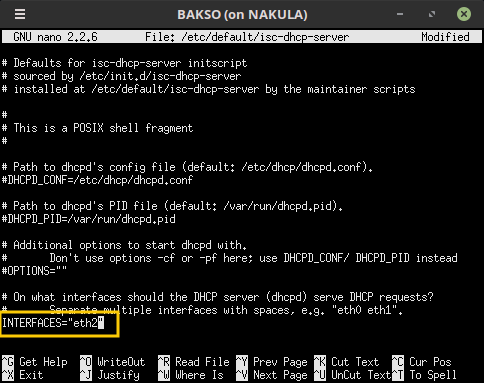 BAKSO (on NAKULA)
GNU nano 2.2.6 File: /etc/default/isc-dhcp-server Modified
# Defaults for isc-dhcp-server initscript
# sourced by /etc/init.d/isc-dhcp-server
# installed at /etc/default/isc-dhcp-server by the maintainer scripts
#
# This is a POSIX shell fragment
#
# Path to dhcpd's config file (default: /etc/dhcp/dhcpd.conf).
#DHCPD_CONF=/etc/dhcp/dhcpd.conf
# Path to dhcpd's PID file (default: /var/run/dhcpd.pid).
#DHCPD_PID=/var/run/dhcpd.pid
# Additional options to start dhcpd with.
# Don't use options -cf or -pf here; use DHCPD_CONF/ DHCPD_PID instead
#OPTIONS=""
# On what interfaces should the DHCP server (dhcpd) serve DHCP requests?
# Separate multiple interfaces with spaces, e.g. "eth0 eth1".
INTERFACES="eth2"
^G Get Help ^O WriteOut ^R Read File ^Y Prev Page ^K Cut Text ^C Cur Pos
^X Exit ^J Justify ^W Where Is ^V Next Page ^U UnCut Text^T To Spell